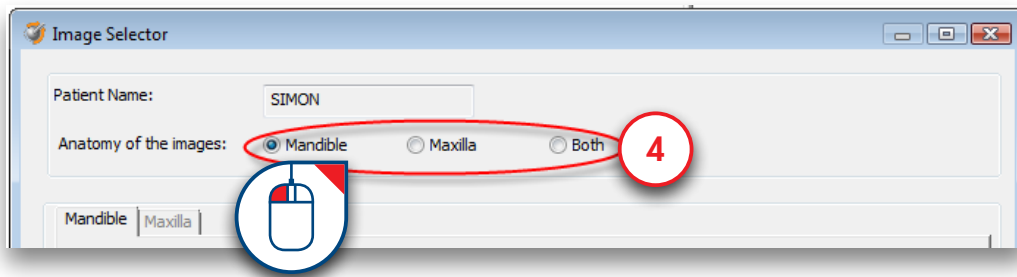 Image Selector
Patient Name: SIMON
Anatomy of the images: Mandible Maxilla Both 4
Mandible Maxilla